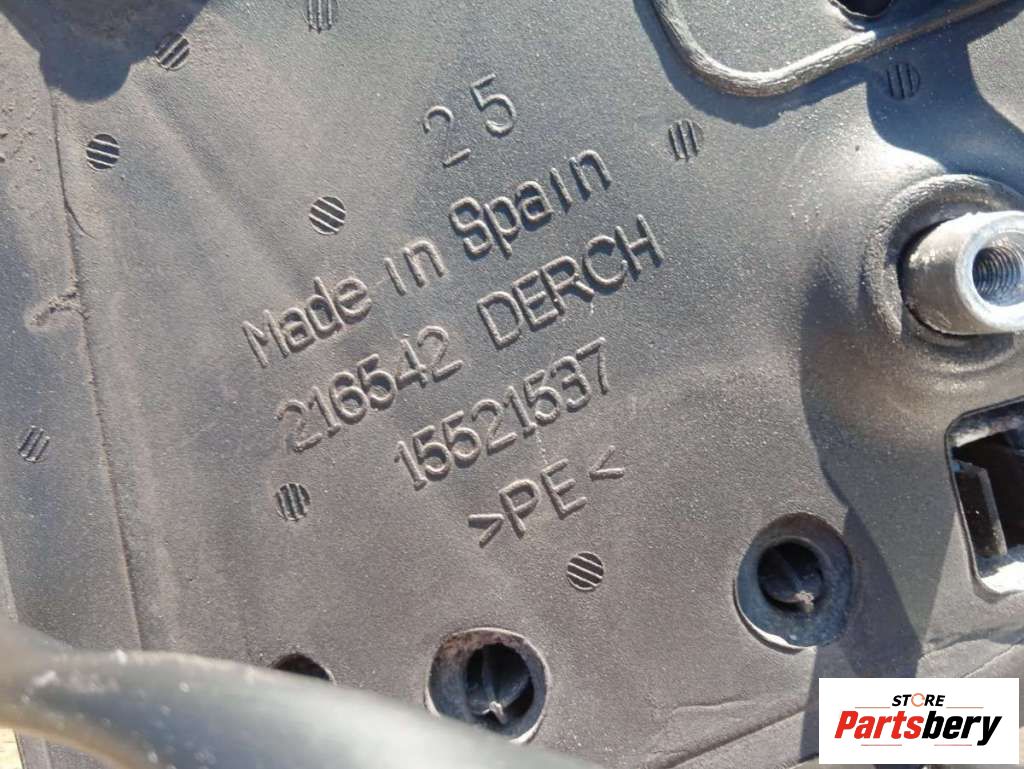 25
Made in Spain
216542 DERCH
15521537
>PE<
STORE
Partsbery